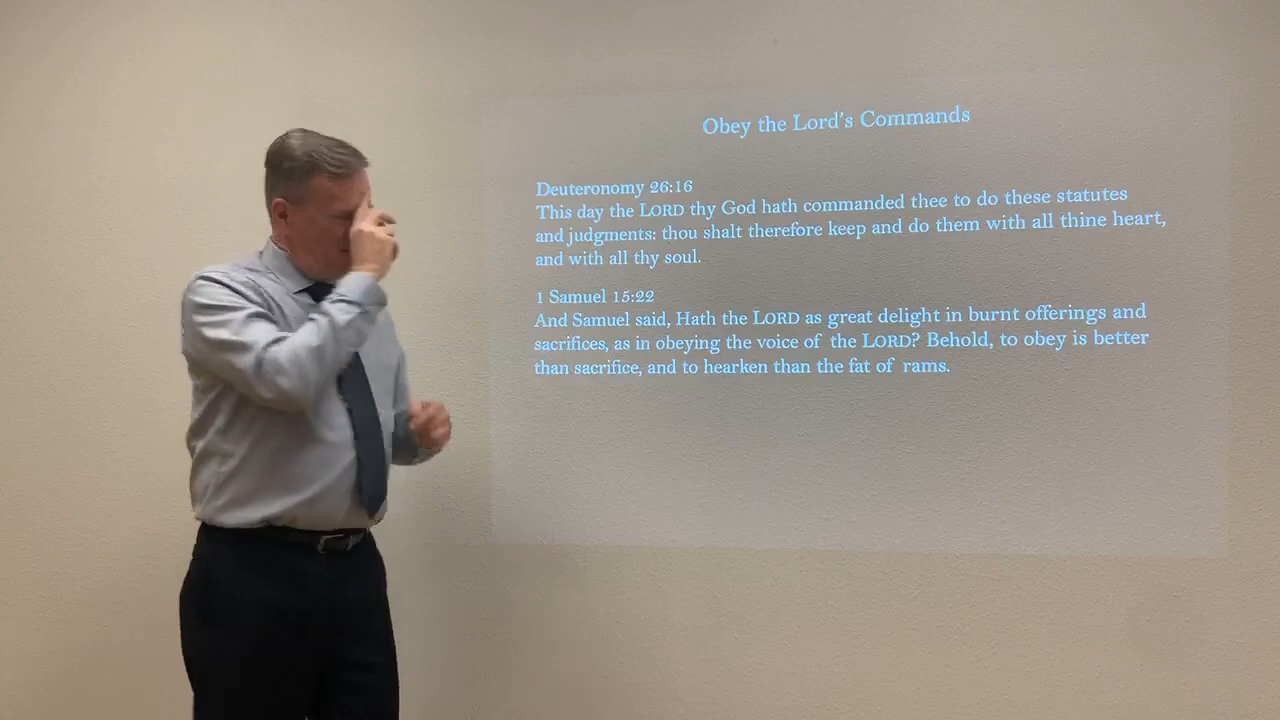 Obey the Lord's Commands
Deuteronomy 26:16
This day the LORD thy God hath commanded thee to do these statutes
and judgments: thou shalt therefore keep and do them with all thine heart,
and with all thy soul.
1 Samuel 15:22
And Samuel said, Hath the LORD as great delight in burnt offerings and
sacrifices, as in obeying the voice of the LORD? Behold, to obey is better
than sacrifice, and to hearken than the fat of rams.